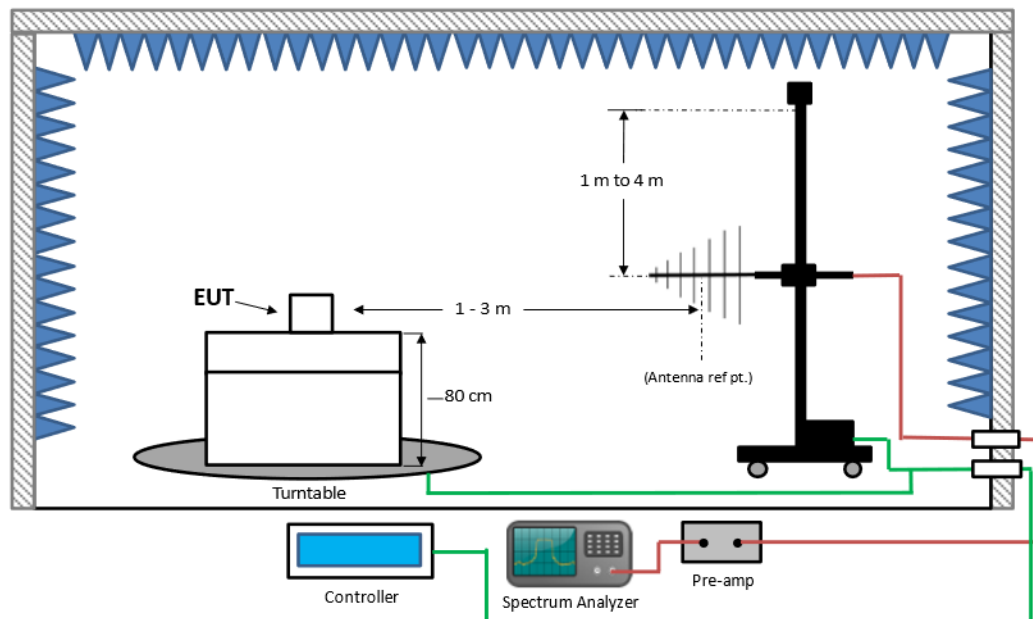 1 m to 4 m
EUT
1 - 3 m
(Antenna ref pt.)
80 cm
Turntable
Controller
Spectrum Analyzer
Pre-amp